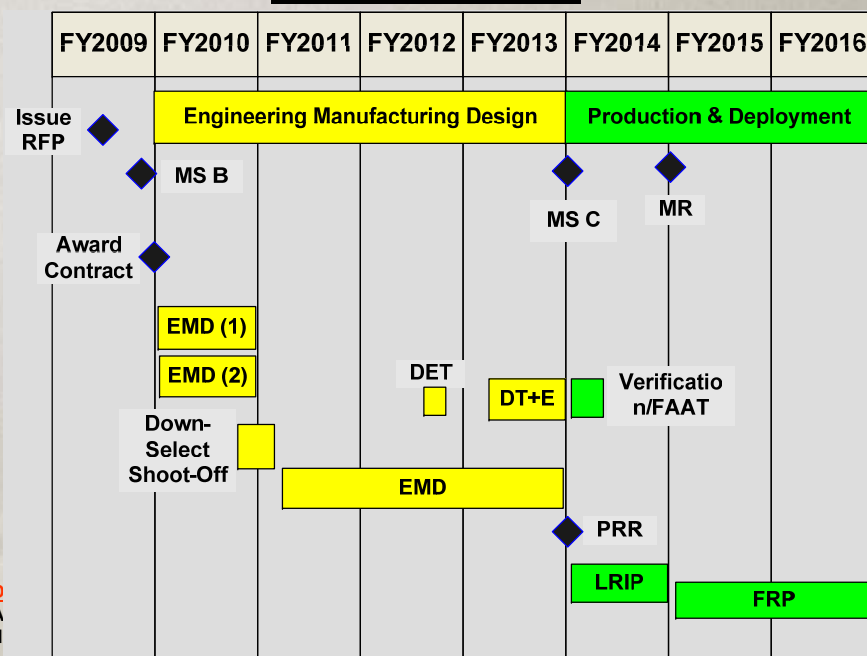 FY2009 FY2010 FY2011 FY2012 FY2013 FY2014 FY2015 FY2016
Engineering Manufacturing Design
Production & Deployment
Issue
RFP
MS B
MS C
MR
Award
Contract
EMD (1)
EMD (2)
DET
DT+E
Verificatio
n/FAAT
Down-
Select
Shoot-Off
EMD
PRR
LRIP
FRP